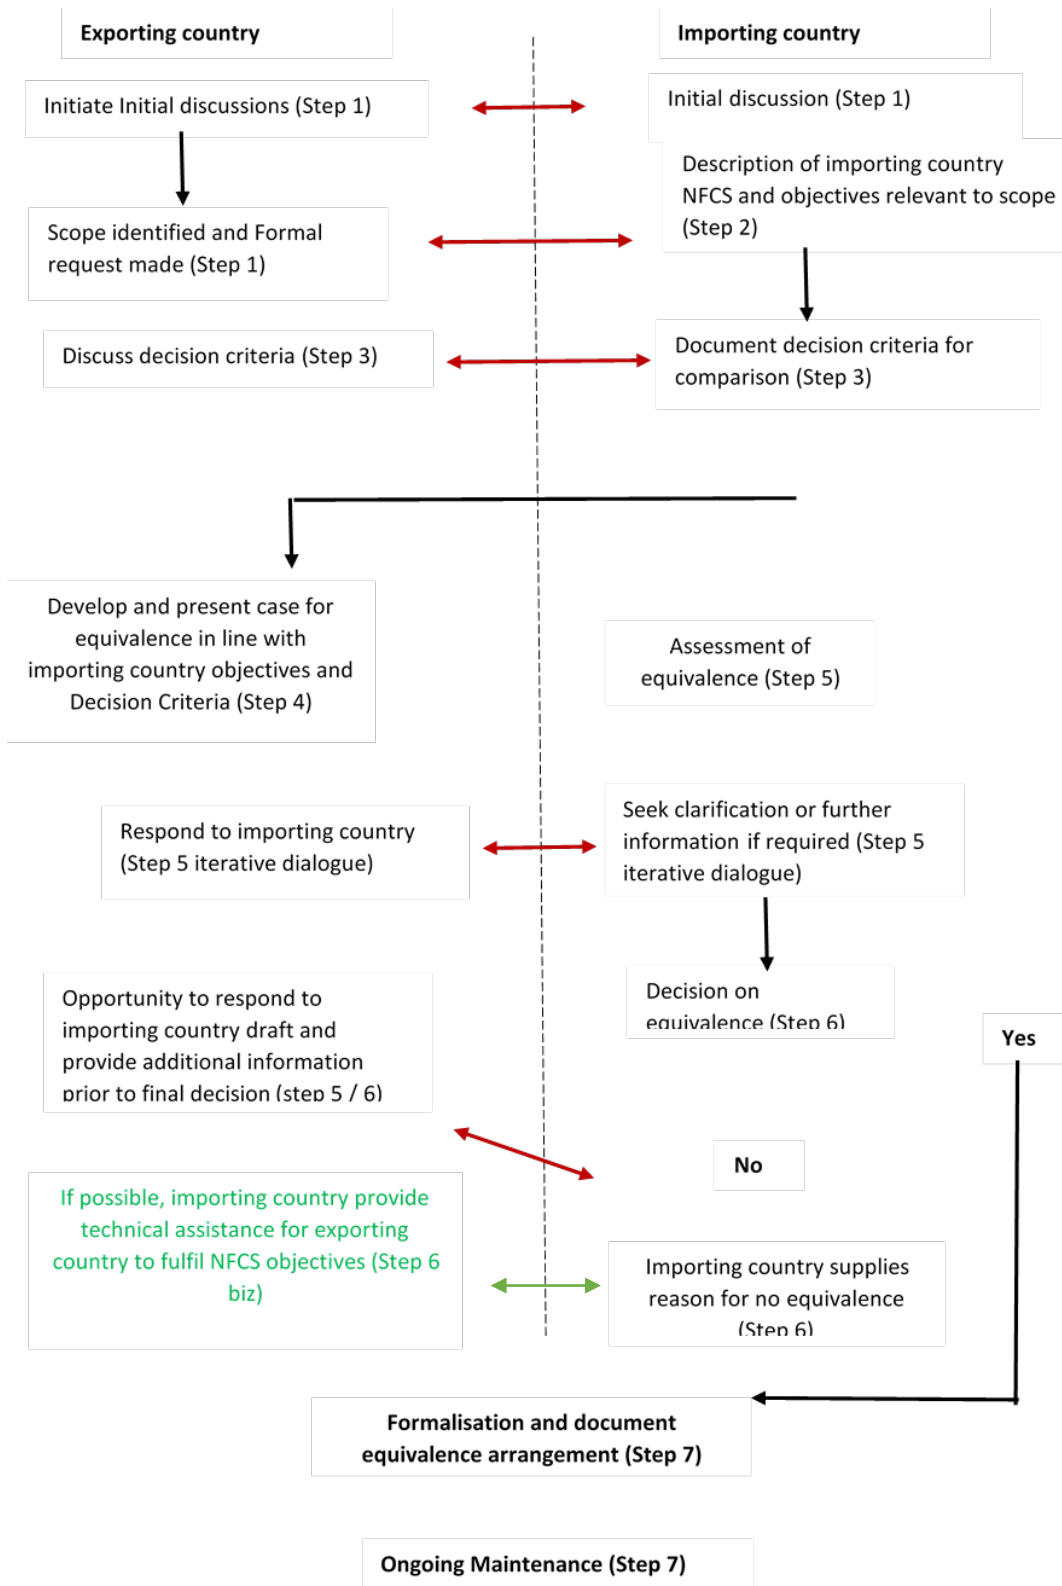 Exporting country
Importing country
Initiate Initial discussions (Step 1)
Initial discussion (Step 1)
Description of importing country
NFCS and objectives relevant to scope
(Step 2)
Scope identified and Formal
request made (Step 1)
Discuss decision criteria (Step 3)
Document decision criteria for
comparison (Step 3)
Develop and present case for
equivalence in line with
importing country objectives and
Decision Criteria (Step 4)
Assessment of
equivalence (Step 5)
Respond to importing country
(Step 5 iterative dialogue)
Seek clarification or further
information if required (Step 5
iterative dialogue)
Opportunity to respond to
importing country draft and
provide additional information
prior to final decision (step 5 / 6)
Decision on
equivalence (Step 6)
Yes
No
If possible, importing country provide
technical assistance for exporting
country to fulfil NFCS objectives (Step 6
biz)
Importing country supplies
reason for no equivalence
(Step 6)
Formalisation and document
equivalence arrangement (Step 7)
Ongoing Maintenance (Step 7)